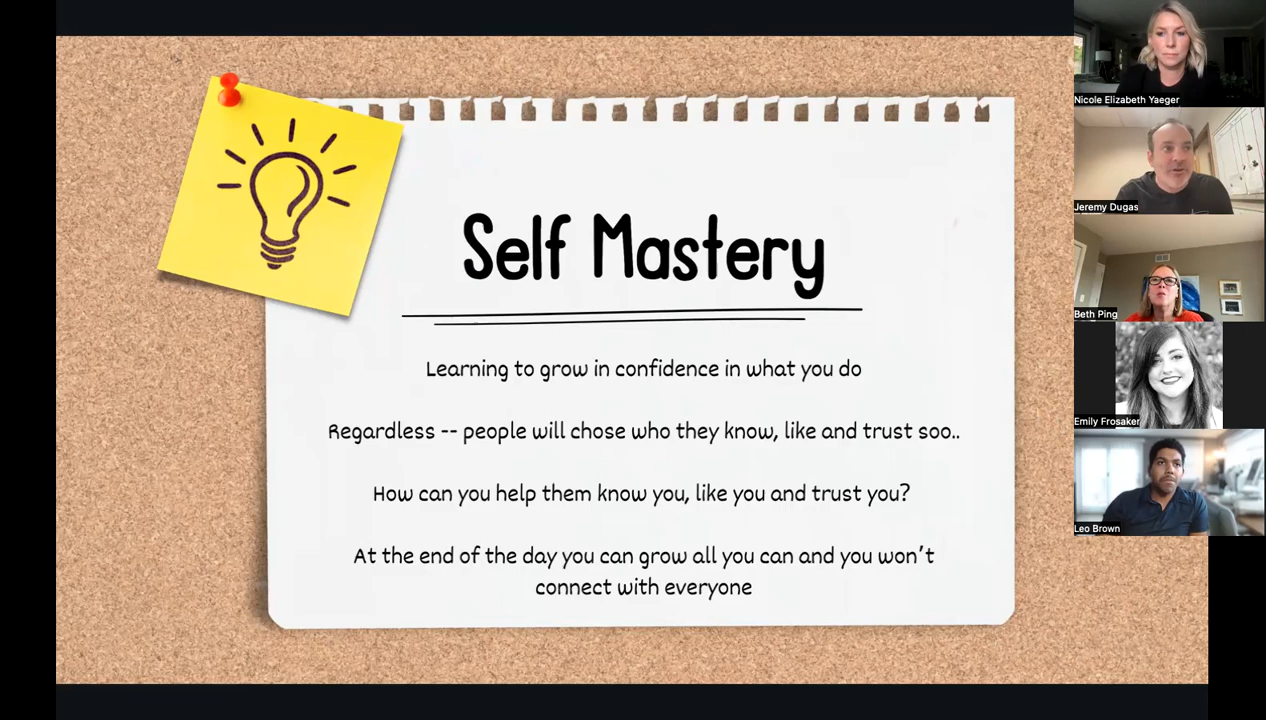 Self Mastery
Learning to grow in confidence in what you do
Regardless -- people will chose who they know, like and trust soo..
How can you help them know you, like you and trust you?
At the end of the day you can grow all you can and you won't
connect with everyone
Nicole Elizabeth Yaeger
Jeremy Dugas
Beth Ping
Emily Frosaker
Leo Brown